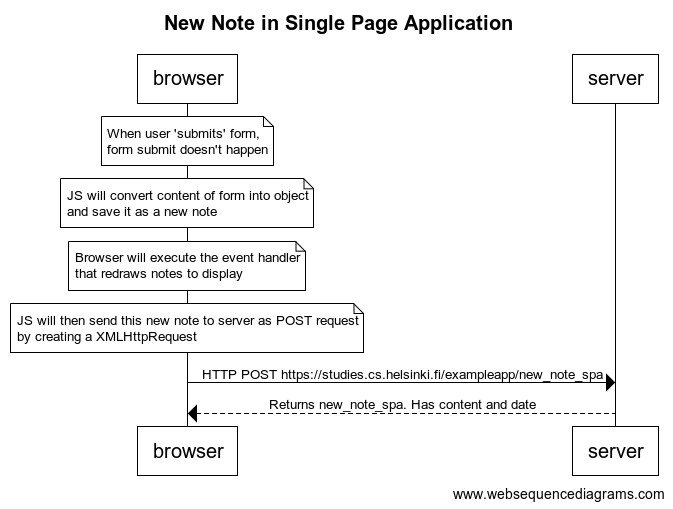 New Note in Single Page Application
browser
server
When user 'submits' form,
form submit doesn't happen
JS will convert content of form into object
and save it as a new note
Browser will execute the event handler
that redraws notes to display
JS will then send this new note to server as POST request
by creating a XMLHttpRequest
HTTP POST https://studies.cs.helsinki.fi/exampleapp/new_note_spa
Returns new_note_spa. Has content and date
browser
server
www.websequencediagrams.com